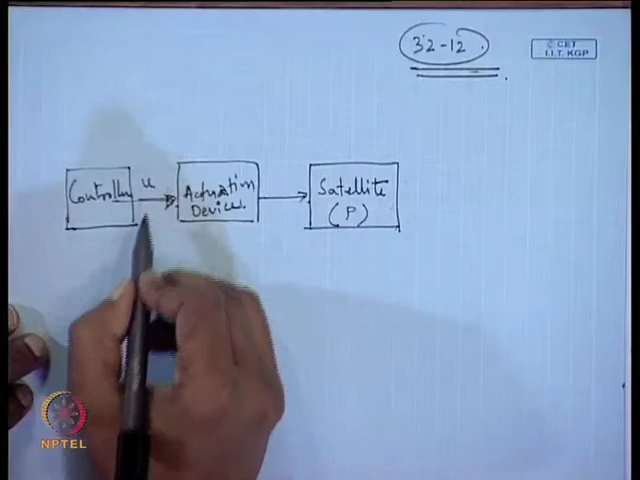 32-12
© CET
I.I.T. KGP
Controller
u
Actuation
Device.
Satellite
(P)
NPTEL